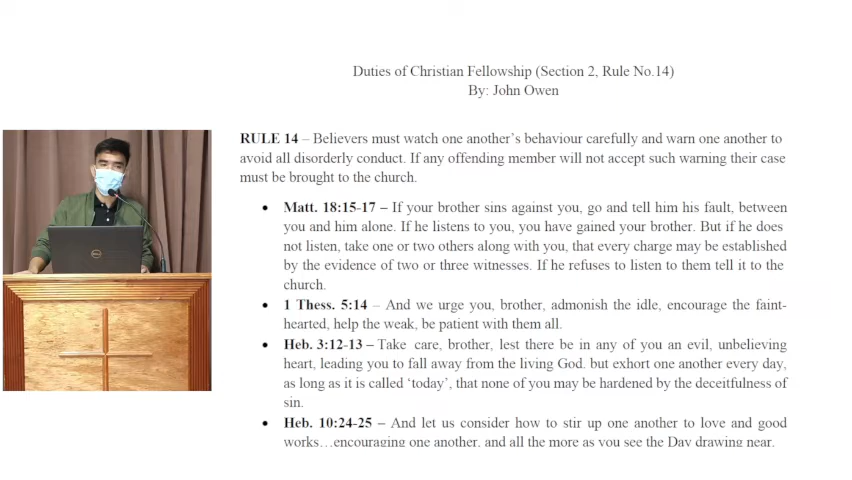 Duties of Christian Fellowship (Section 2, Rule No.14)
By: John Owen
RULE 14 – Believers must watch one another's behaviour carefully and warn one another to
avoid all disorderly conduct. If any offending member will not accept such warning their case
must be brought to the church.
• Matt. 18:15-17 – If your brother sins against you, go and tell him his fault, between
you and him alone. If he listens to you, you have gained your brother. But if he does
not listen, take one or two others along with you, that every charge may be established
by the evidence of two or three witnesses. If he refuses to listen to them tell it to the
church.
• 1 Thess. 5:14 – And we urge you, brother, admonish the idle, encourage the faint-
hearted, help the weak, be patient with them all.
• Heb. 3:12-13 – Take care, brother, lest there be in any of you an evil, unbelieving
heart, leading you to fall away from the living God. but exhort one another every day,
as long as it is called 'today', that none of you may be hardened by the deceitfulness of
sin.
• Heb. 10:24-25 – And let us consider how to stir up one another to love and good
works…encouraging one another, and all the more as you see the Day drawing near.
DELL